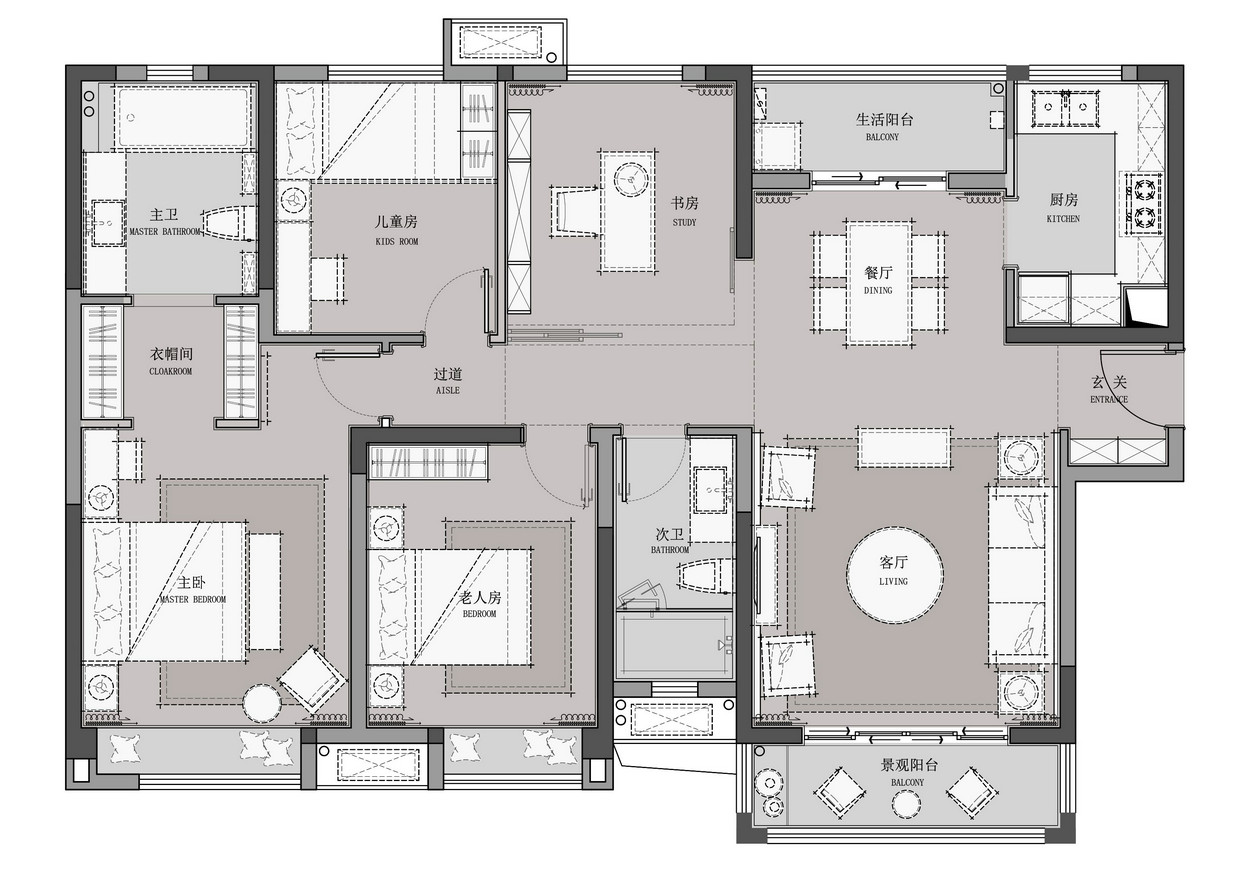 生活阳台
BALCONY
主卫
MASTER BATHROOM
儿童房
KIDS ROOM
书房
STUDY
厨房
KITCHEN
餐厅
DINING
衣帽间
CLOAKROOM
过道
AISLE
玄关
ENTRANCE
主卧
MASTER BEDROOM
老人房
BEDROOM
次卫
BATHROOM
客厅
LIVING
景观阳台
BALCONY